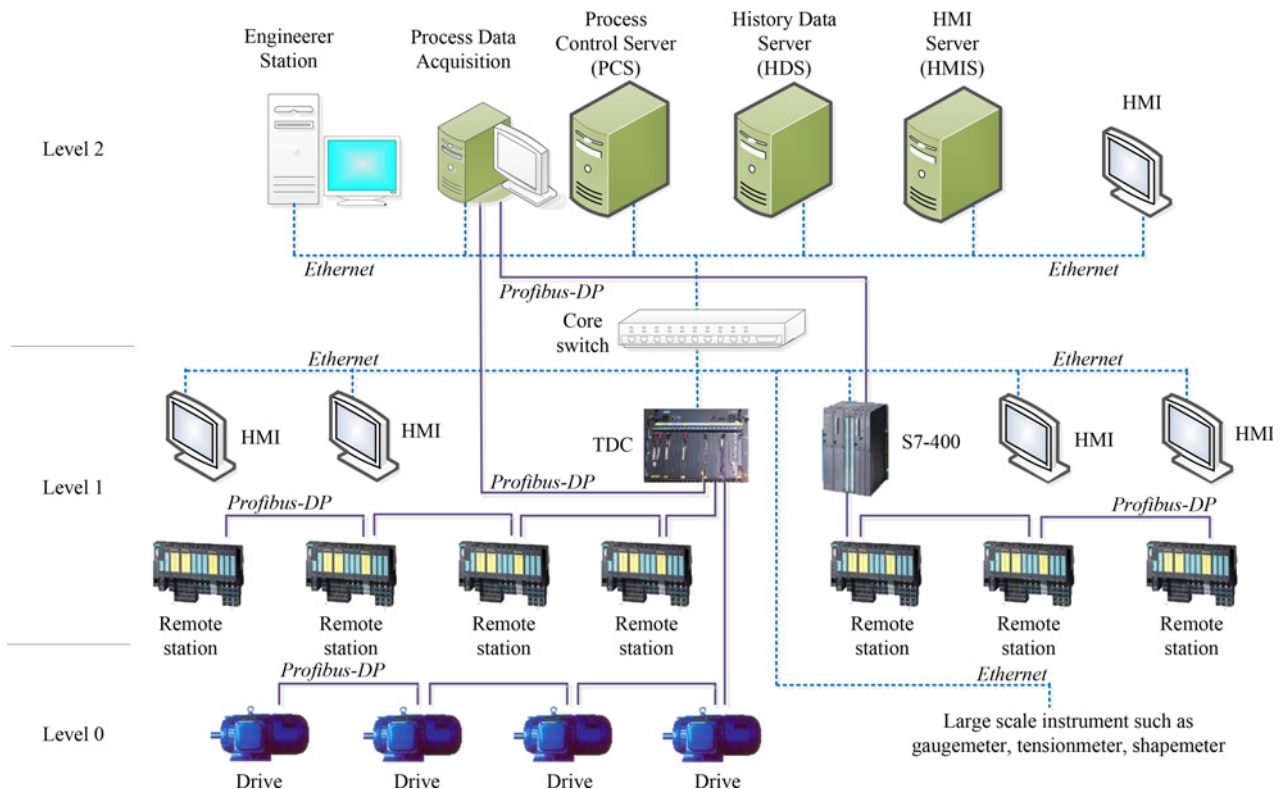 Engineerer
Station
Process Data
Acquisition
Process
Control Server
(PCS)
History Data
Server
(HDS)
HMI
Server
(HMIS)
HMI
Level 2
Ethernet
Ethernet
Profibus-DP
Core
switch
Ethernet
Ethernet
HMI
HMI
TDC
S7-400
HMI
HMI
Level 1
Profibus-DP
Profibus-DP
Profibus-DP
Remote
station
Remote
station
Remote
station
Remote
station
Remote
station
Remote
station
Remote
station
Profibus-DP
Ethernet
Level 0
Large scale instrument such as
gaugemeter, tensionmeter, shapemeter
Drive
Drive
Drive
Drive